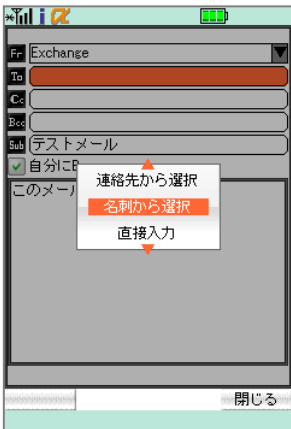 i α
Fr Exchange
To
Cc
Bcc
Sub テストメール
自分にB
連絡先から選択
このメー
名刺から選択
直接入力
閉じる